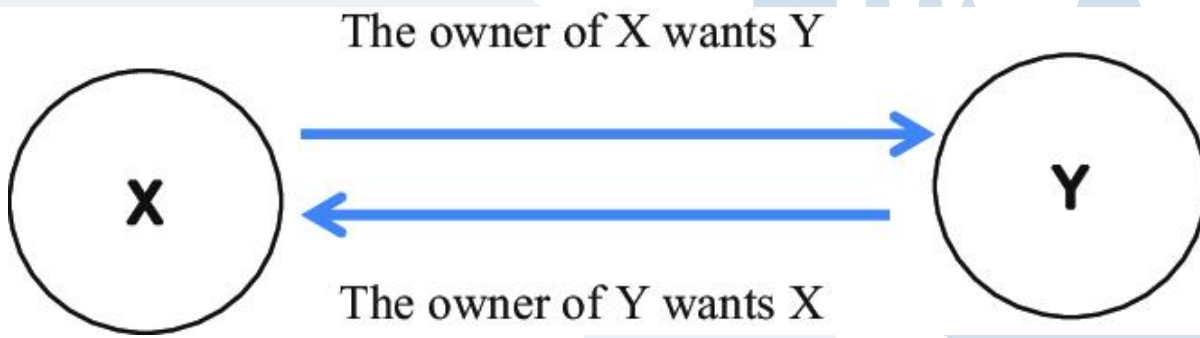 The owner of X wants Y
X
Y
The owner of Y wants X